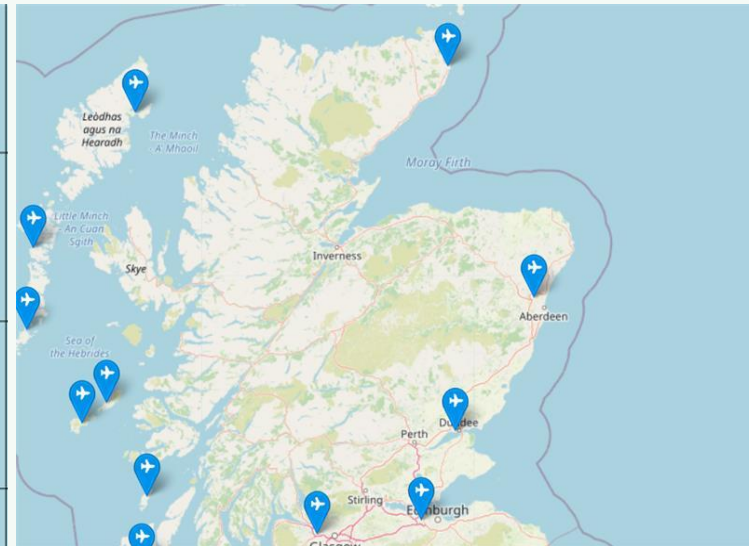 Leòdhas
agus na
Hearadh
The Minch
A' Mhaoil
Moray Firth
Little Minch
An Cuan
Sgìth
Skye
Inverness
Aberdeen
Sea of
the Hebrides
Dundee
Perth
Stirling
Edinburgh
Glasgow